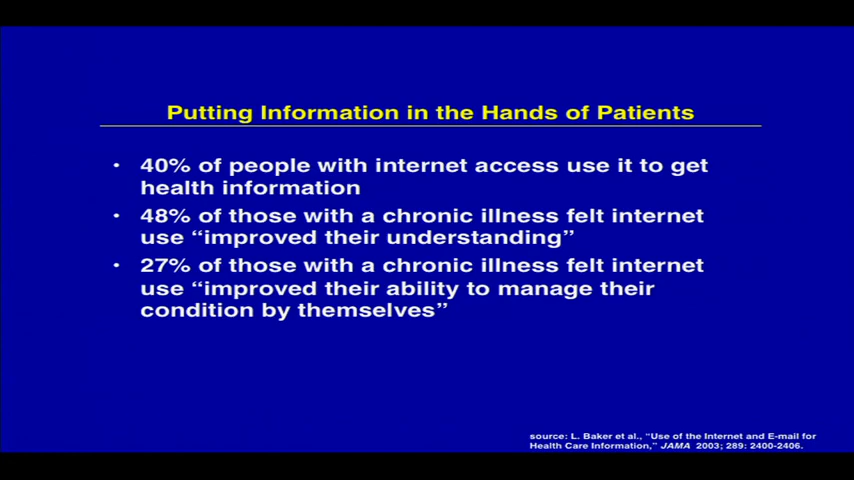 Putting Information in the Hands of Patients
• 40% of people with internet access use it to get
health information
• 48% of those with a chronic illness felt internet
use “improved their understanding”
• 27% of those with a chronic illness felt internet
use “improved their ability to manage their
condition by themselves”
source: L. Baker et al., “Use of the Internet and E-mail for
Health Care Information,” JAMA 2003; 289: 2400-2406.